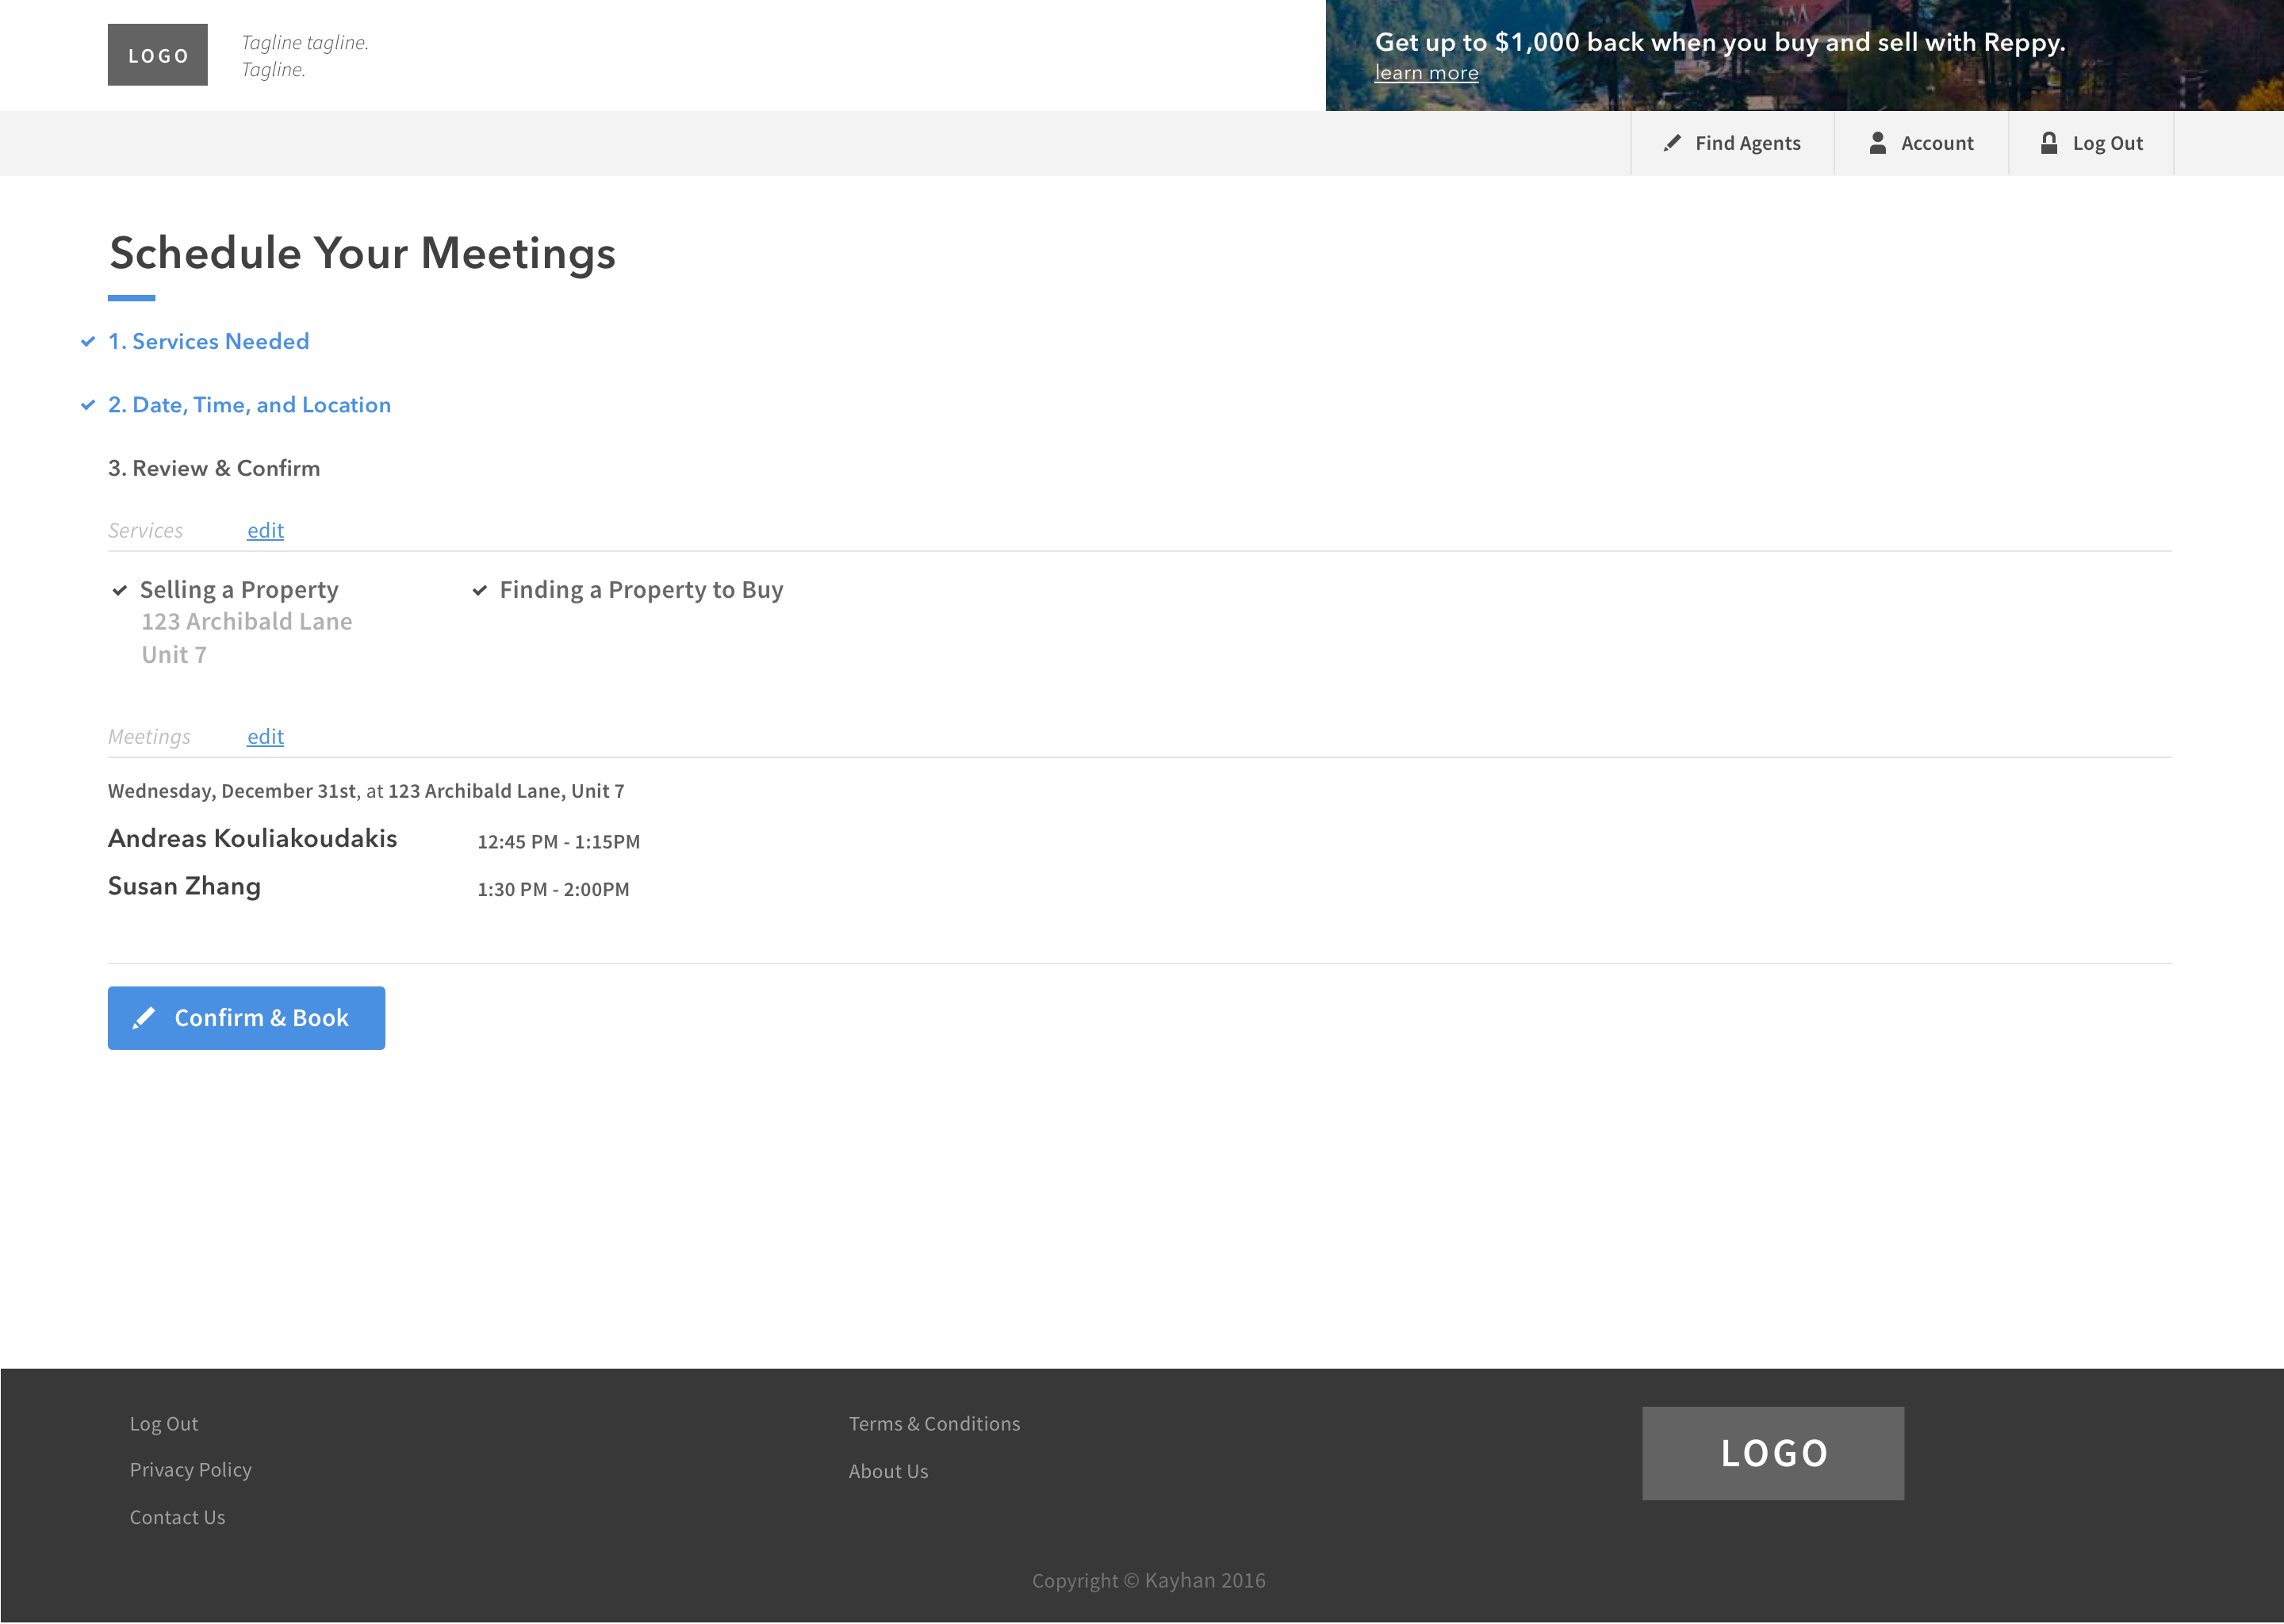 LOGO
Tagline tagline.
Tagline.
Get up to $1,000 back when you buy and sell with Reppy.
learn more
Find Agents
Account
Log Out
Schedule Your Meetings
1. Services Needed
2. Date, Time, and Location
3. Review & Confirm
Services edit
Selling a Property
123 Archibald Lane
Unit 7
Finding a Property to Buy
Meetings edit
Wednesday, December 31st, at 123 Archibald Lane, Unit 7
Andreas Kouliakoudakis 12:45 PM - 1:15PM
Susan Zhang 1:30 PM - 2:00PM
Confirm & Book
Log Out
Privacy Policy
Contact Us
Terms & Conditions
About Us
LOGO
Copyright © Kayhan 2016